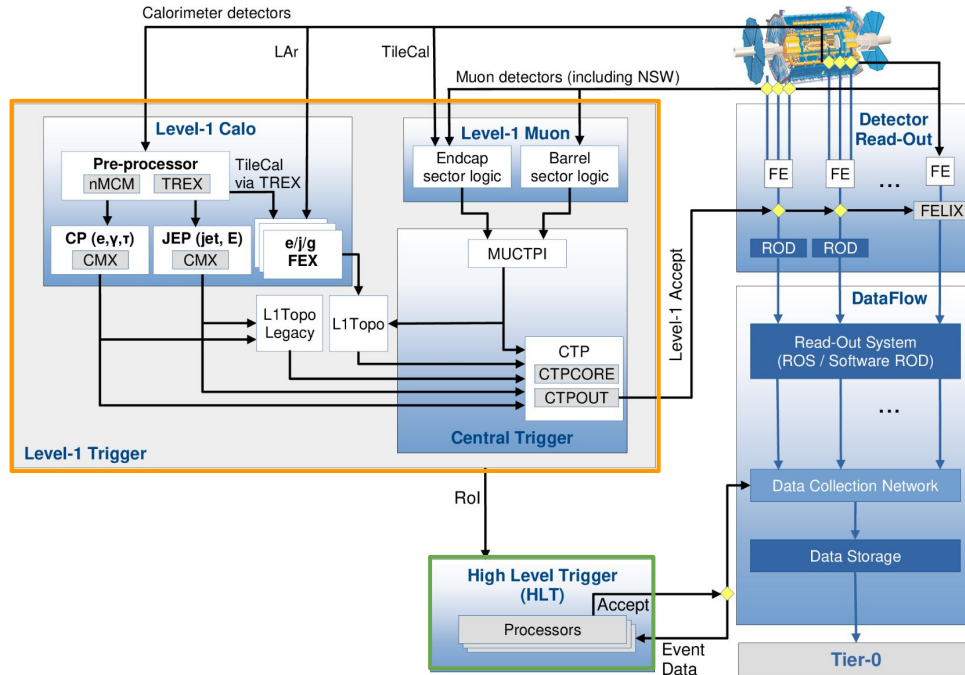 Calorimeter detectors
LAr
TileCal
Muon detectors (including NSW)
Level-1 Calo
Pre-processor
nMCM
TREX
TileCal
via TREX
CP (e,γ,τ)
CMX
JEP (jet, E)
CMX
e/j/g
FEX
Level-1 Muon
Endcap
sector logic
Barrel
sector logic
MUCTPI
L1Topo
Legacy
L1Topo
CTP
CTPCORE
CTPOUT
Central Trigger
Level-1 Trigger
Level-1 Accept
Detector
Read-Out
FE
FE
...
FE
FELIX
ROD
ROD
DataFlow
Read-Out System
(ROS / Software ROD)
...
Data Collection Network
Data Storage
Tier-0
RoI
High Level Trigger
(HLT)
Accept
Processors
Event
Data